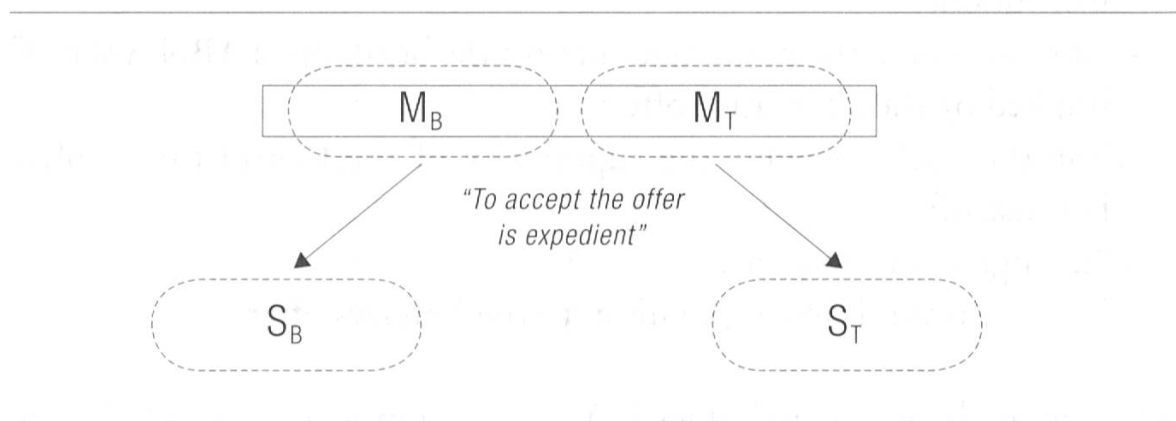 M_B M_T
“To accept the offer
is expedient”
S_B S_T